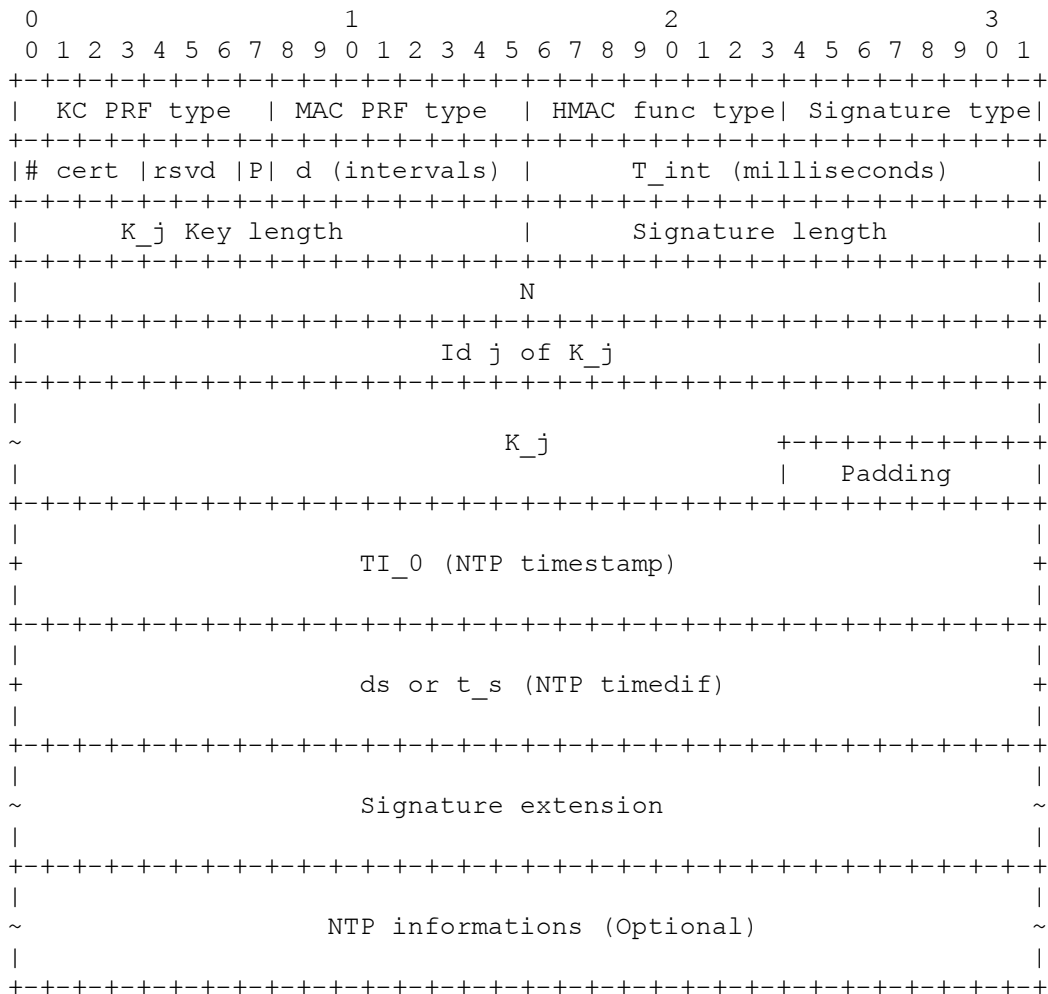 0                   1                   2                   3
 0 1 2 3 4 5 6 7 8 9 0 1 2 3 4 5 6 7 8 9 0 1 2 3 4 5 6 7 8 9 0 1
+-+-+-+-+-+-+-+-+-+-+-+-+-+-+-+-+-+-+-+-+-+-+-+-+-+-+-+-+-+-+-+-+
|  KC PRF type  | MAC PRF type  | HMAC func type| Signature type|
+-+-+-+-+-+-+-+-+-+-+-+-+-+-+-+-+-+-+-+-+-+-+-+-+-+-+-+-+-+-+-+-+
|# cert |rsvd |P| d (intervals) |      T_int (milliseconds)     |
+-+-+-+-+-+-+-+-+-+-+-+-+-+-+-+-+-+-+-+-+-+-+-+-+-+-+-+-+-+-+-+-+
|      K_j Key length           |      Signature length         |
+-+-+-+-+-+-+-+-+-+-+-+-+-+-+-+-+-+-+-+-+-+-+-+-+-+-+-+-+-+-+-+-+
|                               N                               |
+-+-+-+-+-+-+-+-+-+-+-+-+-+-+-+-+-+-+-+-+-+-+-+-+-+-+-+-+-+-+-+-+
|                          Id j of K_j                          |
+-+-+-+-+-+-+-+-+-+-+-+-+-+-+-+-+-+-+-+-+-+-+-+-+-+-+-+-+-+-+-+-+
|                                                               |
~                              K_j              +-+-+-+-+-+-+-+-+
|                                               |   Padding     |
+-+-+-+-+-+-+-+-+-+-+-+-+-+-+-+-+-+-+-+-+-+-+-+-+-+-+-+-+-+-+-+-+
|                                                               |
+                     TI_0 (NTP timestamp)                      +
|                                                               |
+-+-+-+-+-+-+-+-+-+-+-+-+-+-+-+-+-+-+-+-+-+-+-+-+-+-+-+-+-+-+-+-+
|                                                               |
+                     ds or t_s (NTP timedif)                   +
|                                                               |
+-+-+-+-+-+-+-+-+-+-+-+-+-+-+-+-+-+-+-+-+-+-+-+-+-+-+-+-+-+-+-+-+
|                                                               |
~                     Signature extension                       ~
|                                                               |
+-+-+-+-+-+-+-+-+-+-+-+-+-+-+-+-+-+-+-+-+-+-+-+-+-+-+-+-+-+-+-+-+
|                                                               |
~                   NTP informations (Optional)                 ~
|                                                               |
+-+-+-+-+-+-+-+-+-+-+-+-+-+-+-+-+-+-+-+-+-+-+-+-+-+-+-+-+-+-+-+-+